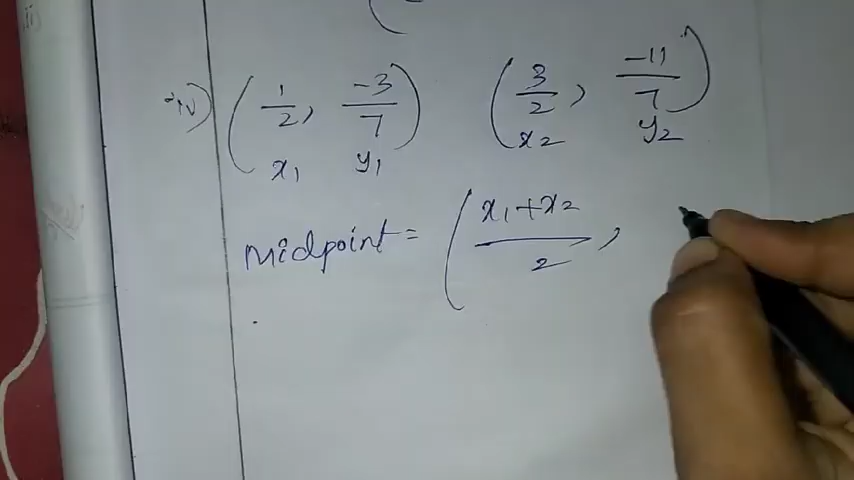 iv) (1/2, -3/7) (3/2, -11/7)
x₁ y₁ x₂ y₂
midpoint = (x₁+x₂/2,